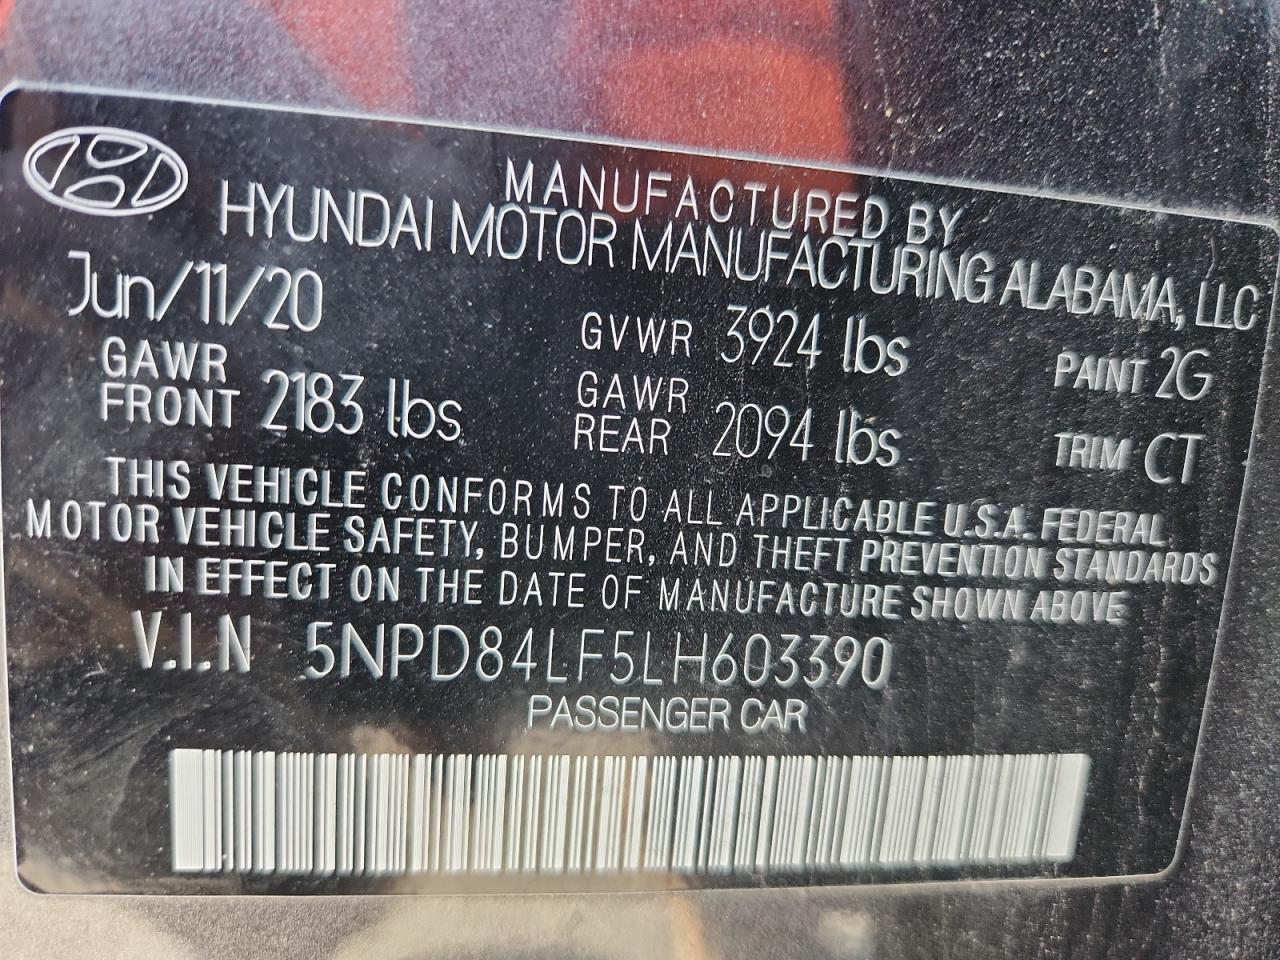 MANUFACTURED BY
HYUNDAI MOTOR MANUFACTURING ALABAMA, LLC
Jun/11/20
GVWR 3924 lbs
PAINT 2G
GAWR FRONT 2183 lbs
GAWR REAR 2094 lbs
TRIM CT
THIS VEHICLE CONFORMS TO ALL APPLICABLE U.S.A. FEDERAL
MOTOR VEHICLE SAFETY, BUMPER, AND THEFT PREVENTION STANDARDS
IN EFFECT ON THE DATE OF MANUFACTURE SHOWN ABOVE
V.I.N 5NPD84LF5LH603390
PASSENGER CAR